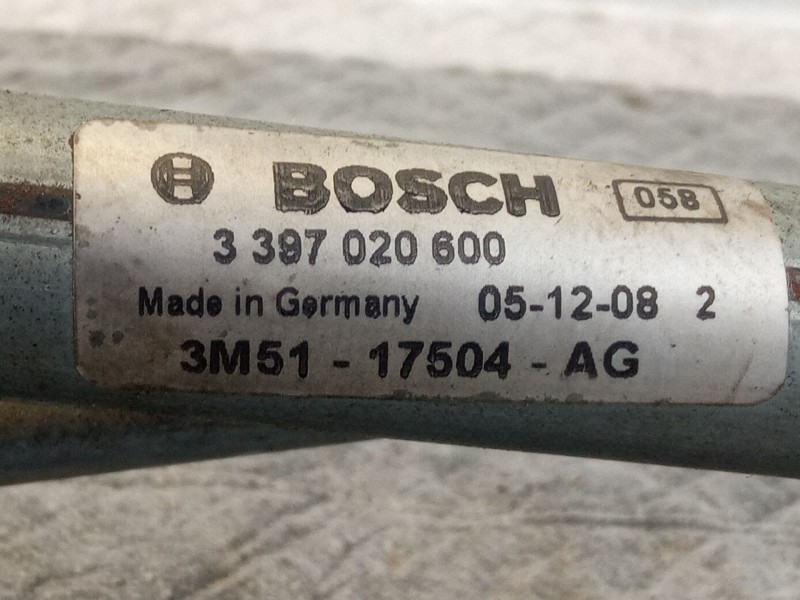 BOSCH 058
3 397 020 600
Made in Germany 05-12-08 2
3M51 - 17504 - AG